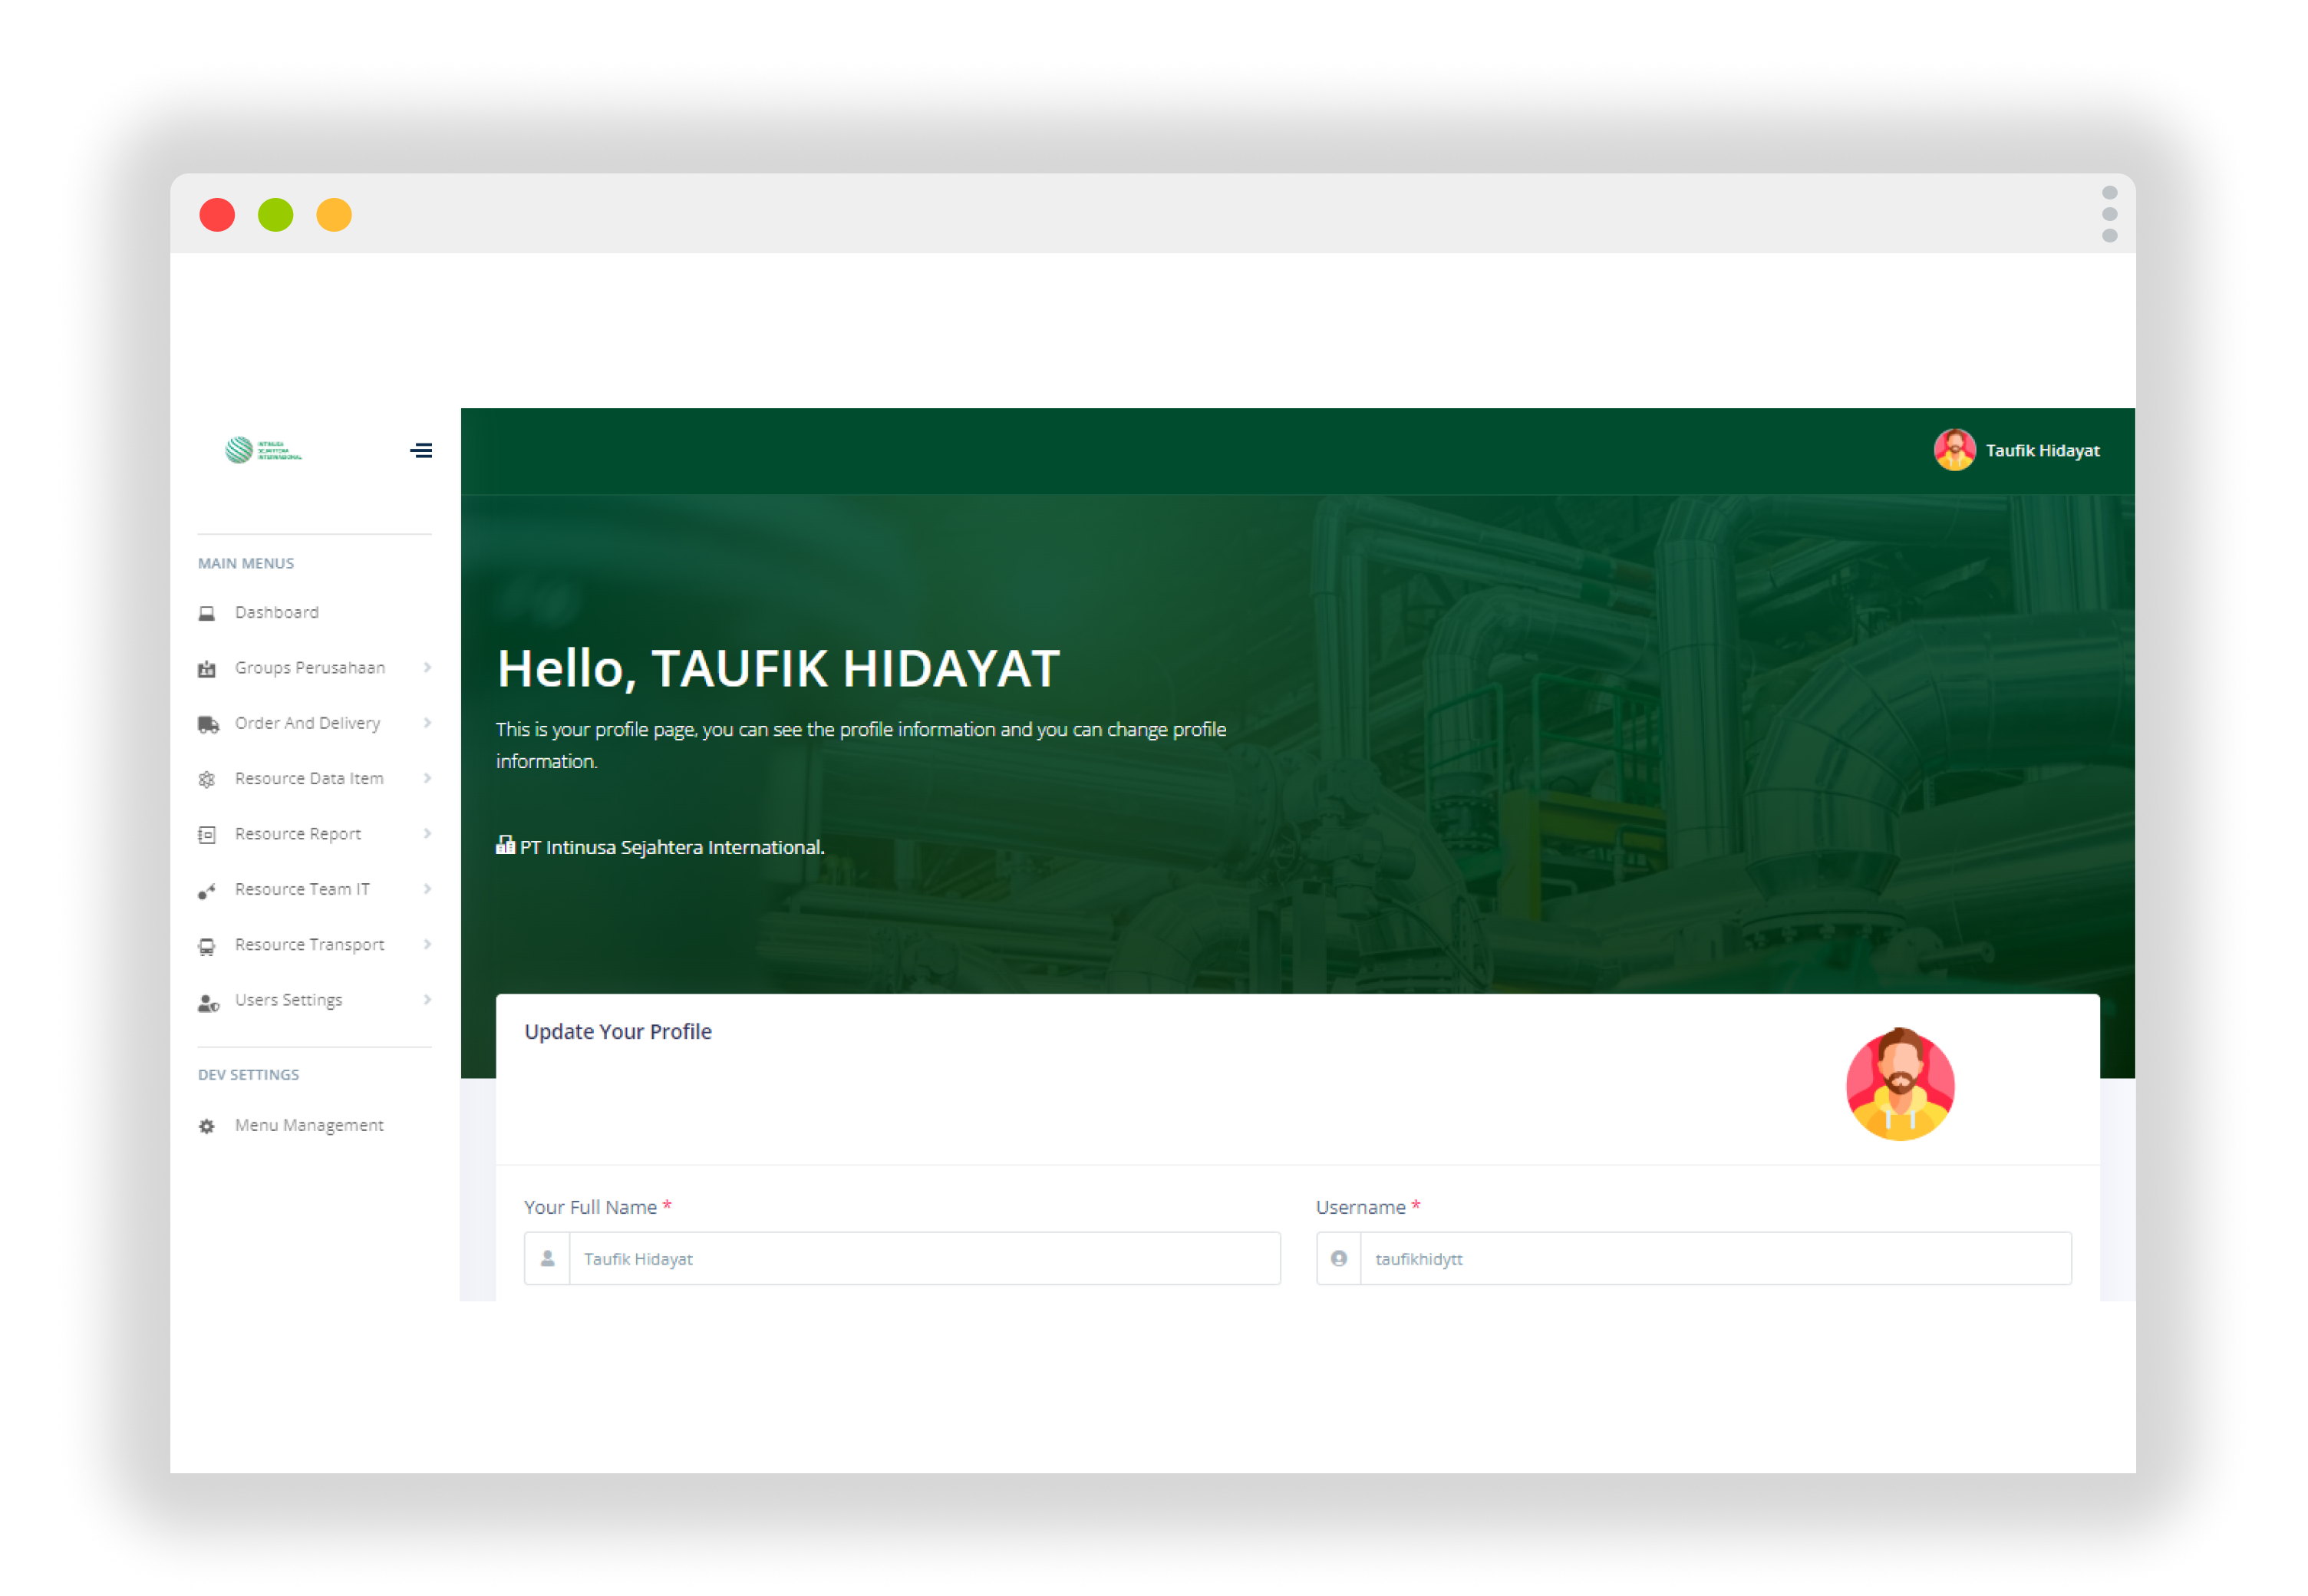 INTINUSA
SEJAHTERA
INTERNASIONAL
Taufik Hidayat
MAIN MENUS
Dashboard
Groups Perusahaan
Order And Delivery
Resource Data Item
Resource Report
Resource Team IT
Resource Transport
Users Settings
DEV SETTINGS
Menu Management
Hello, TAUFIK HIDAYAT
This is your profile page, you can see the profile information and you can change profile
information.
PT Intinusa Sejahtera International.
Update Your Profile
Your Full Name *
Taufik Hidayat
Username *
taufikhidytt